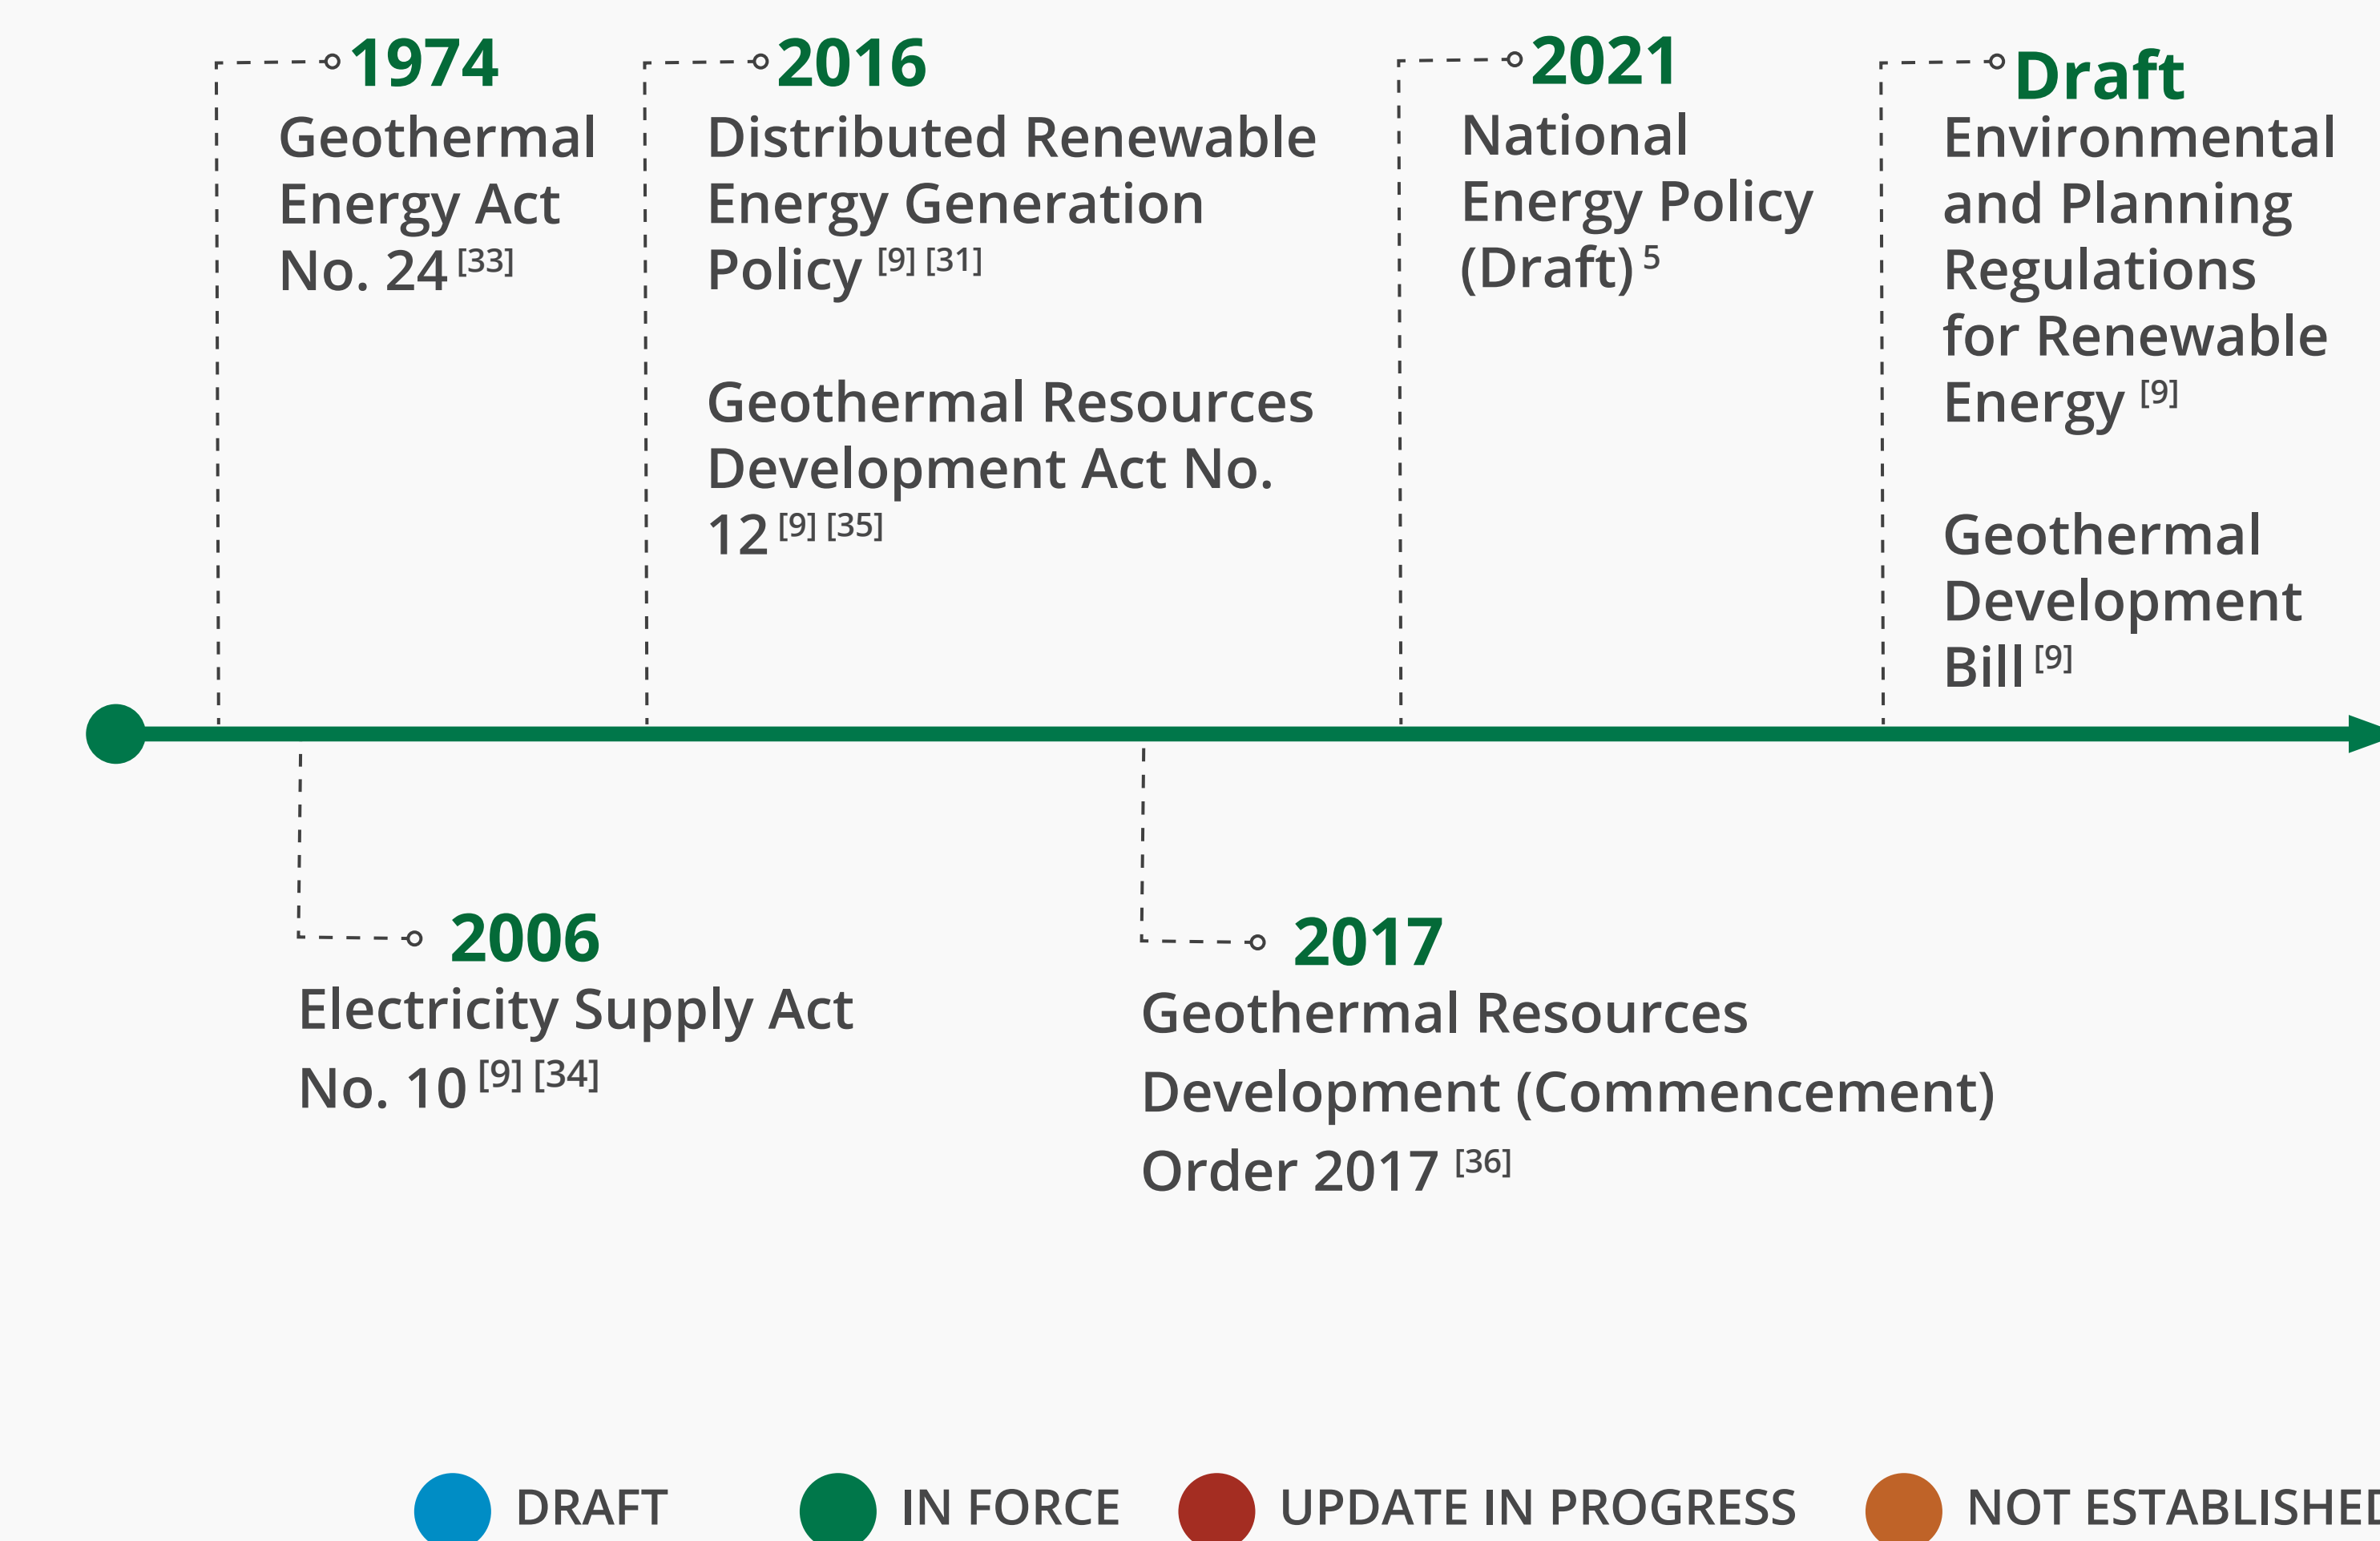 1974
Geothermal
Energy Act
No. 24 [33]
2016
Distributed Renewable
Energy Generation
Policy [9] [31]
Geothermal Resources
Development Act No.
12 [9] [35]
2021
National
Energy Policy
(Draft) 5
Draft
Environmental
and Planning
Regulations
for Renewable
Energy [9]
Geothermal
Development
Bill [9]
2006
Electricity Supply Act
No. 10 [9] [34]
2017
Geothermal Resources
Development (Commencement)
Order 2017 [36]
DRAFT
IN FORCE
UPDATE IN PROGRESS
NOT ESTABLISHED